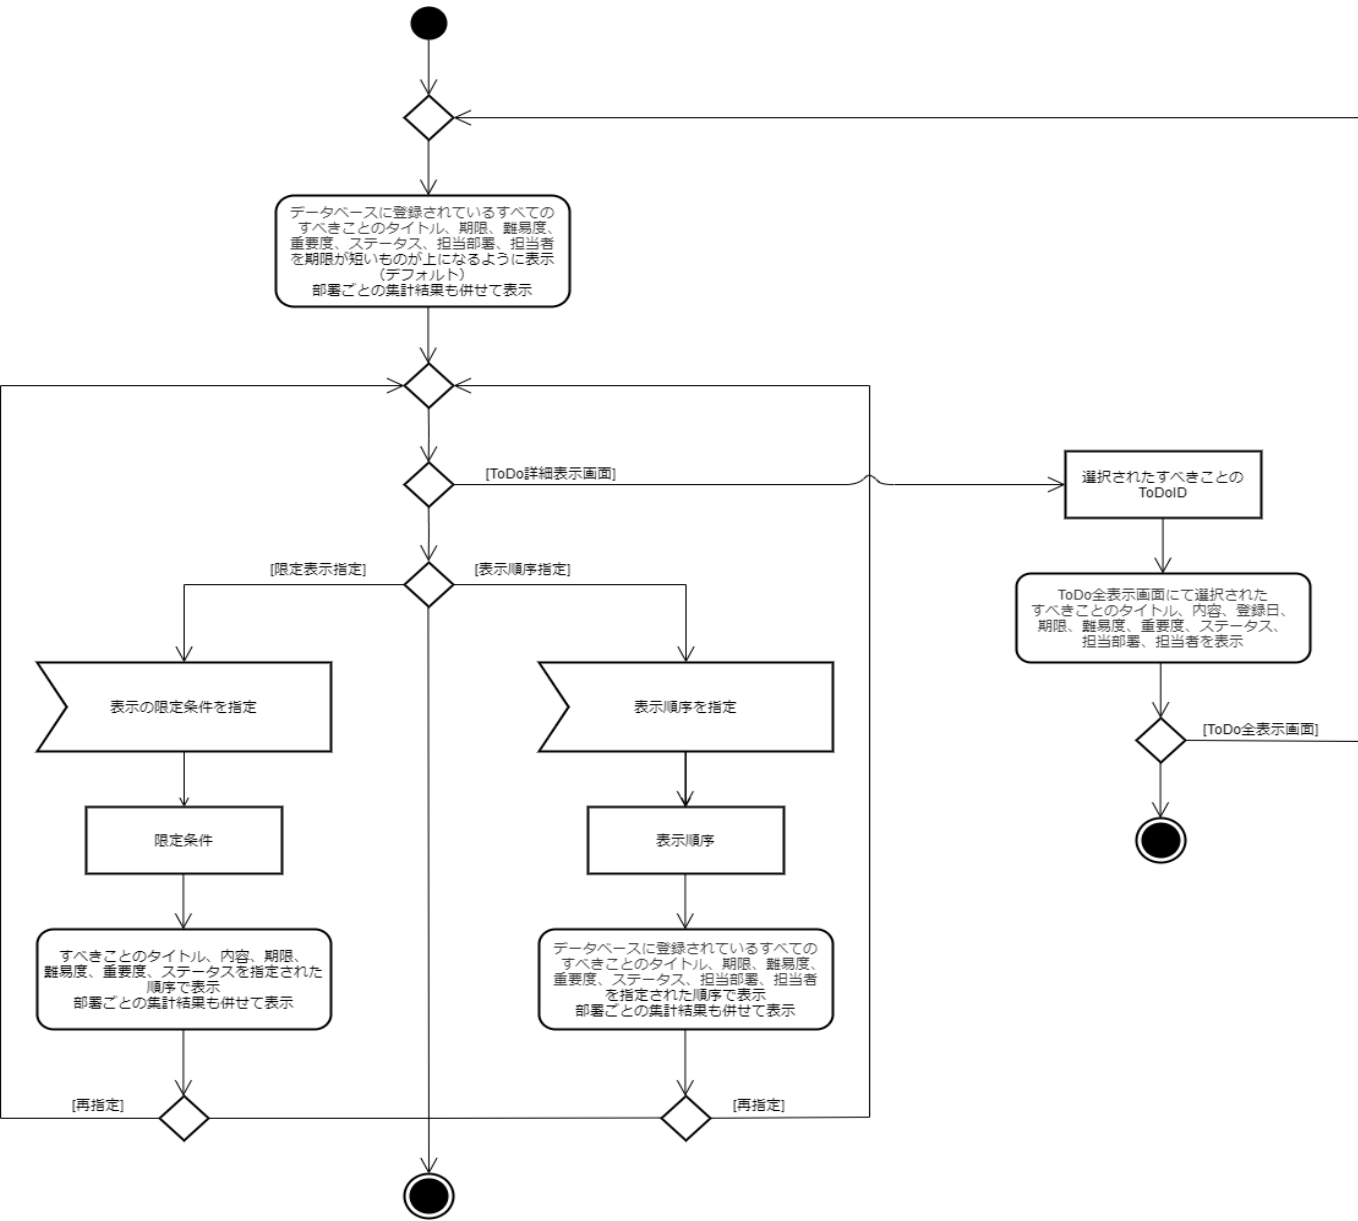 データベースに登録されているすべての
すべきことのタイトル、期限、難易度、
重要度、ステータス、担当部署、担当者
を期限が短いものが上になるように表示
（デフォルト）
部署ごとの集計結果も併せて表示
[ToDo詳細表示画面]
選択されたすべきことの
ToDoID
[限定表示指定]
[表示順序指定]
ToDo全表示画面にて選択された
すべきことのタイトル、内容、登録日、
期限、難易度、重要度、ステータス、
担当部署、担当者を表示
表示の限定条件を指定
表示順序を指定
[ToDo全表示画面]
限定条件
表示順序
すべきことのタイトル、内容、期限、
難易度、重要度、ステータスを指定された
順序で表示
部署ごとの集計結果も併せて表示
データベースに登録されているすべての
すべきことのタイトル、期限、難易度、
重要度、ステータス、担当部署、担当者
を指定された順序で表示
部署ごとの集計結果も併せて表示
[再指定]
[再指定]